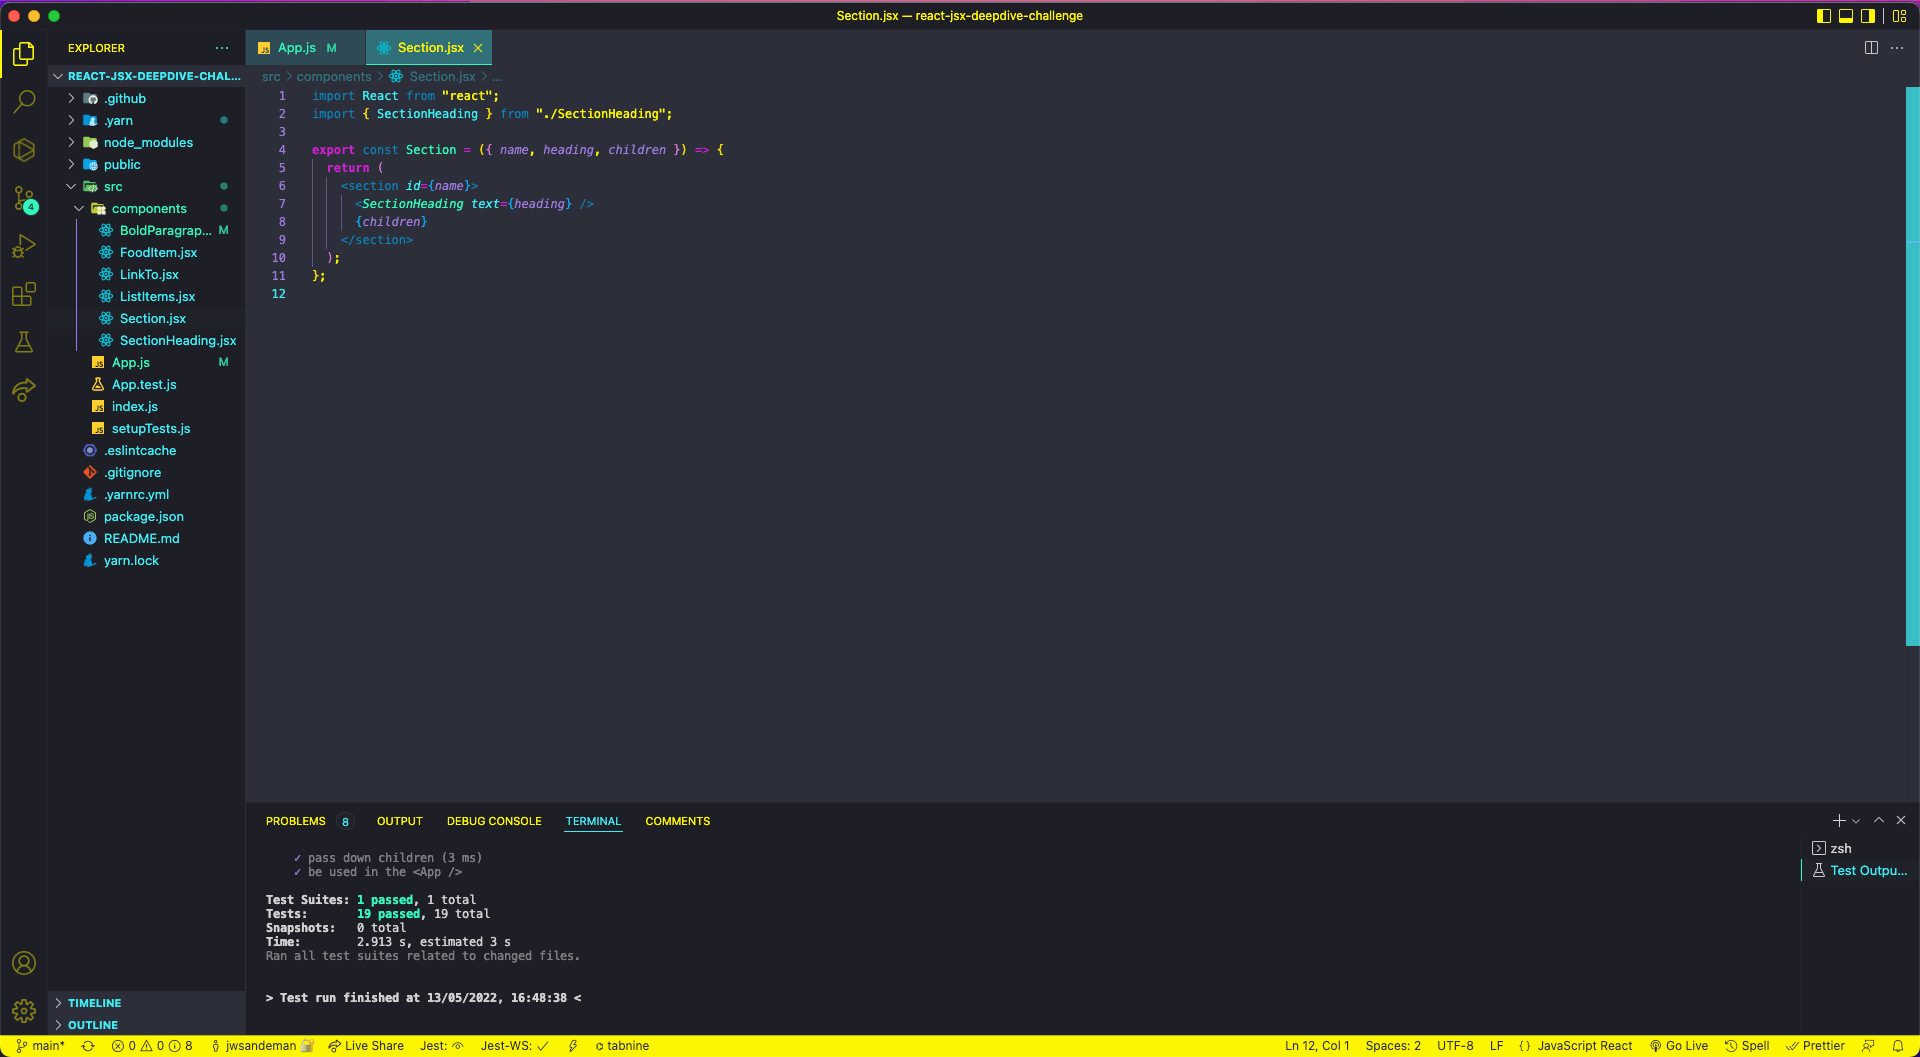 Section.jsx — react-jsx-deepdive-challenge
EXPLORER
REACT-JSX-DEEPDIVE-CHAL...
.github
.yarn
node_modules
public
src
components
BoldParagrap... M
FoodItem.jsx
LinkTo.jsx
ListItems.jsx
Section.jsx
SectionHeading.jsx
App.js M
App.test.js
index.js
setupTests.js
.eslintcache
.gitignore
.yarnrc.yml
package.json
README.md
yarn.lock
TIMELINE
OUTLINE
4
App.js M
Section.jsx
src > components > Section.jsx > ...
1 import React from "react";
2 import { SectionHeading } from "./SectionHeading";
3
4 export const Section = ({ name, heading, children }) => {
5 return (
6 <section id={name}>
7 <SectionHeading text={heading} />
8 {children}
9 </section>
10 );
11 };
12
PROBLEMS 8 OUTPUT DEBUG CONSOLE TERMINAL COMMENTS
✓ pass down children (3 ms)
✓ be used in the <App />
Test Suites: 1 passed, 1 total
Tests: 19 passed, 19 total
Snapshots: 0 total
Time: 2.913 s, estimated 3 s
Ran all test suites related to changed files.
> Test run finished at 13/05/2022, 16:48:38 <
zsh
Test Outpu...
main* 0 0 8 jwsandeman Live Share Jest: Jest-WS: tabnine Ln 12, Col 1 Spaces: 2 UTF-8 LF {} JavaScript React Go Live Spell Prettier